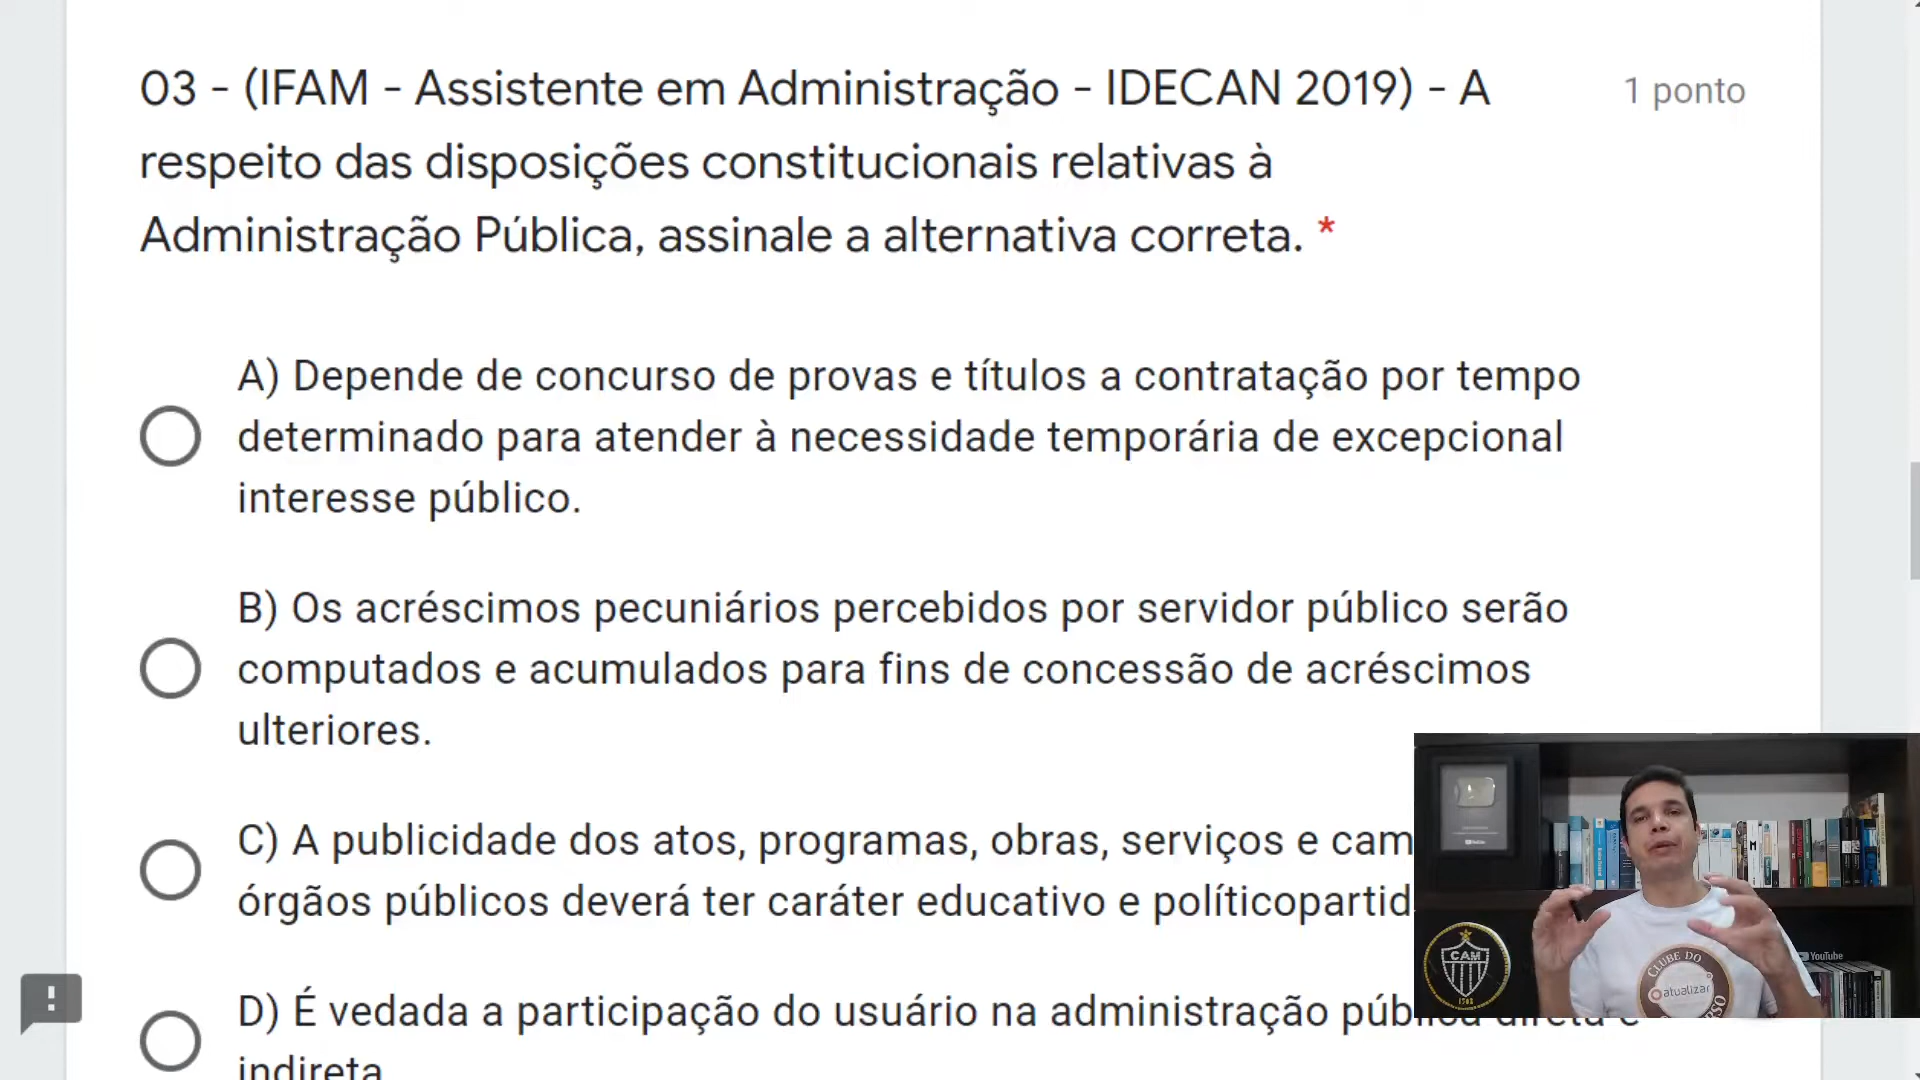 03 - (IFAM - Assistente em Administração - IDECAN 2019) - A
1 ponto
respeito das disposições constitucionais relativas à
Administração Pública, assinale a alternativa correta. *
A) Depende de concurso de provas e títulos a contratação por tempo
determinado para atender à necessidade temporária de excepcional
interesse público.
B) Os acréscimos pecuniários percebidos por servidor público serão
computados e acumulados para fins de concessão de acréscimos
ulteriores.
C) A publicidade dos atos, programas, obras, serviços e cam
órgãos públicos deverá ter caráter educativo e políticopartid
D) É vedada a participação do usuário na administração pública direta e
indireta
!
CAM
YouTube
CLUBE DO
atualizar